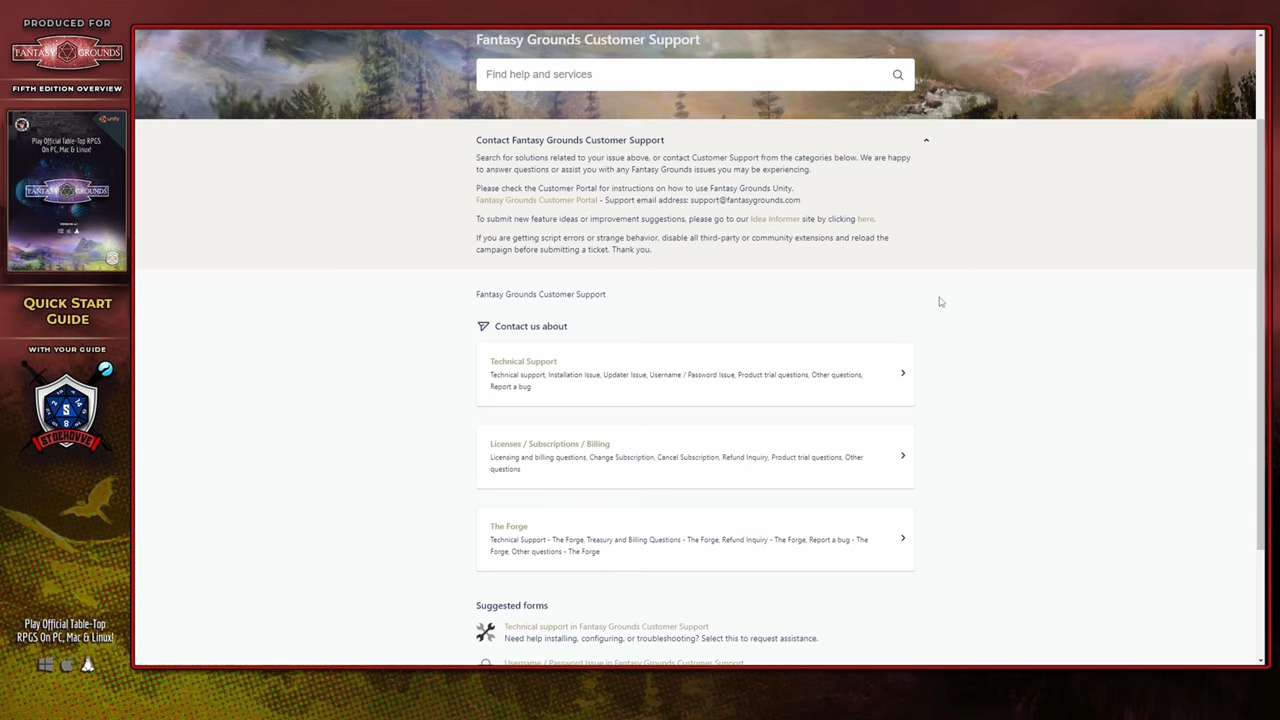 PRODUCED FOR
FANTASY GROUNDS
FIFTH EDITION OVERVIEW
unity
Play Official Table-Top RPGS
On PC, Mac & Linux!
FANTASY GROUNDS
QUICK START
GUIDE
WITH YOUR GUIDE
S
8
STUEHOVVE
Play Official Table-Top
RPGS On PC, Mac & Linux!
Fantasy Grounds Customer Support
Find help and services
Contact Fantasy Grounds Customer Support
Search for solutions related to your issue above, or contact Customer Support from the categories below. We are happy
to answer questions or assist you with any Fantasy Grounds issues you may be experiencing.
Please check the Customer Portal for instructions on how to use Fantasy Grounds Unity.
Fantasy Grounds Customer Portal - Support email address: support@fantasygrounds.com
To submit new feature ideas or improvement suggestions, please go to our Idea Informer site by clicking here.
If you are getting script errors or strange behavior, disable all third-party or community extensions and reload the
campaign before submitting a ticket. Thank you.
Fantasy Grounds Customer Support
Contact us about
Technical Support
Technical support, Installation Issue, Updater Issue, Username / Password Issue, Product trial questions, Other questions,
Report a bug
Licenses / Subscriptions / Billing
Licensing and billing questions, Change Subscription, Cancel Subscription, Refund Inquiry, Product trial questions, Other
questions
The Forge
Technical Support - The Forge, Treasury and Billing Questions - The Forge, Refund Inquiry - The Forge, Report a bug - The
Forge, Other questions - The Forge
Suggested forms
Technical support in Fantasy Grounds Customer Support
Need help installing, configuring, or troubleshooting? Select this to request assistance.
Username / Password Issue in Fantasy Grounds Customer Support